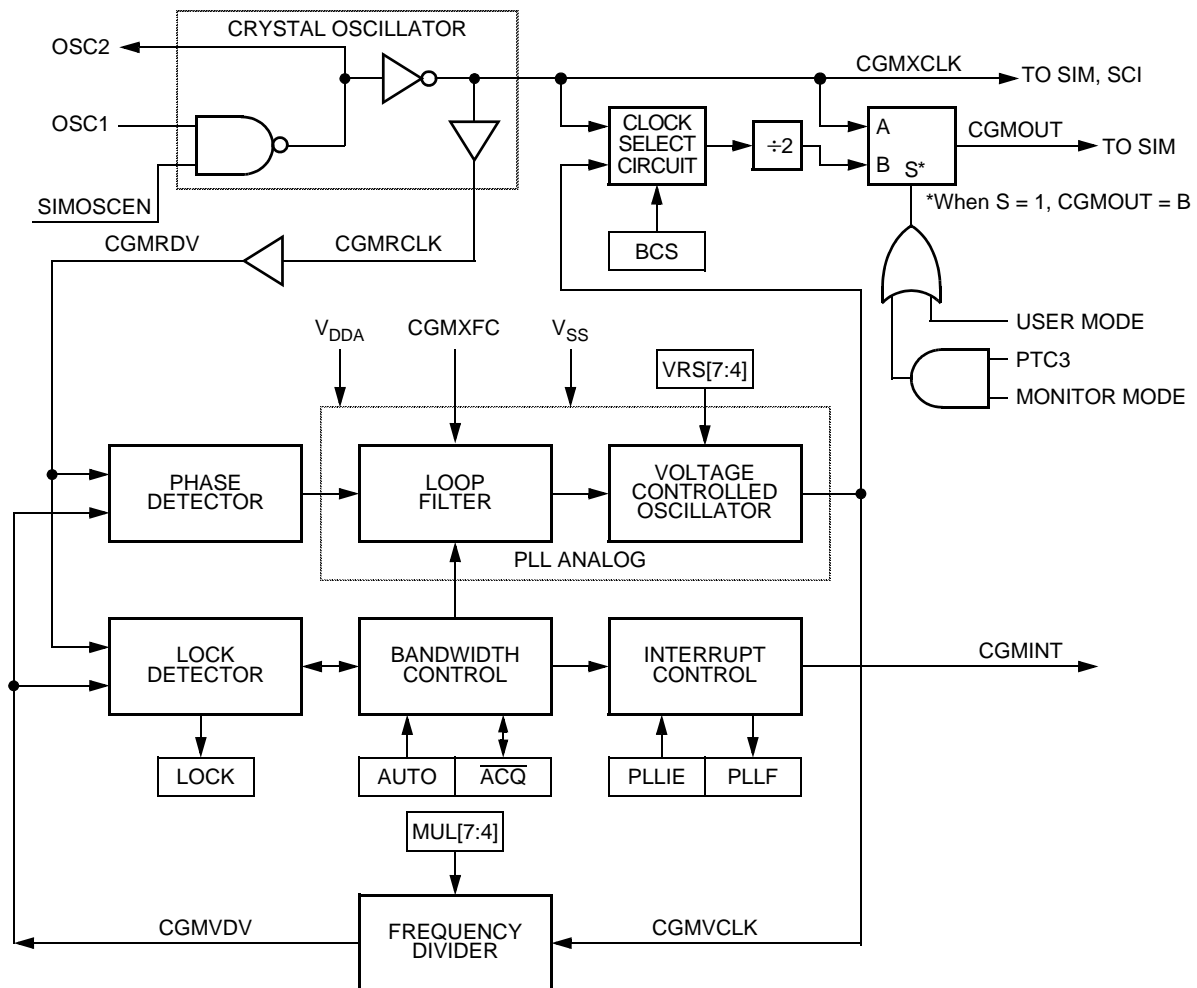 CRYSTAL OSCILLATOR
OSC2
CGMXCLK
TO SIM, SCI
OSC1
CLOCK
SELECT
CIRCUIT
÷2
A
B
S*
CGMOUT
TO SIM
SIMOSCEN
*When S = 1, CGMOUT = B
CGMRDV
CGMRCLK
BCS
VDDA
CGMXFC
VSS
USER MODE
VRS[7:4]
PTC3
MONITOR MODE
PHASE
DETECTOR
LOOP
FILTER
VOLTAGE
CONTROLLED
OSCILLATOR
PLL ANALOG
LOCK
DETECTOR
BANDWIDTH
CONTROL
INTERRUPT
CONTROL
CGMINT
LOCK
AUTO
ACQ
PLLIE
PLLF
MUL[7:4]
CGMVDV
FREQUENCY
DIVIDER
CGMVCLK